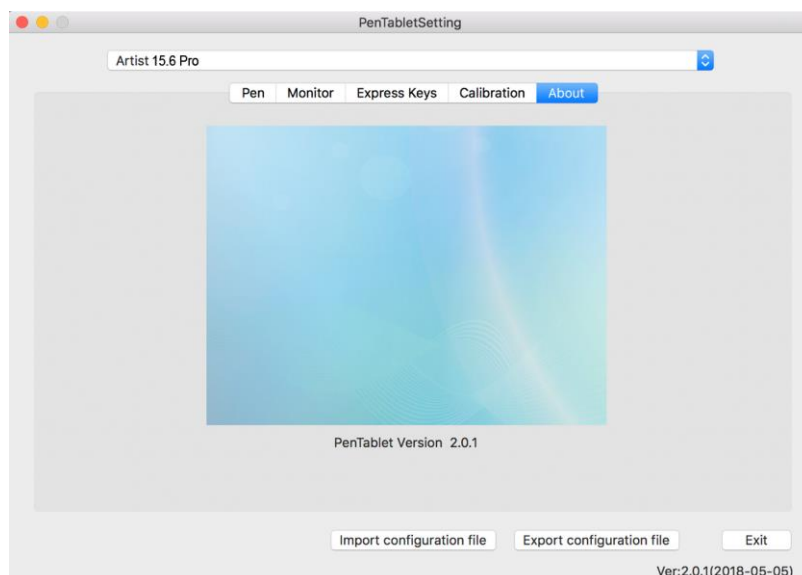 PenTabletSetting
Artist 15.6 Pro
Pen Monitor Express Keys Calibration About
PenTablet Version 2.0.1
Import configuration file Export configuration file Exit
Ver:2.0.1(2018-05-05)